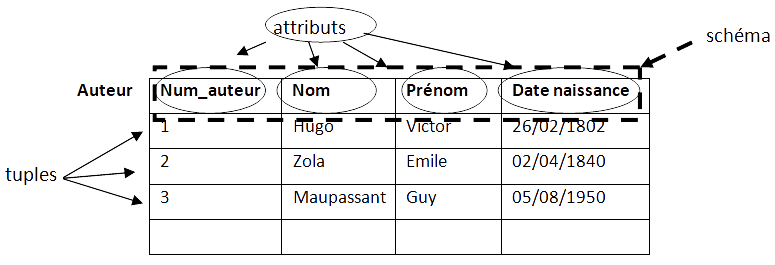 attributs
schéma
Auteur Num_auteur Nom Prénom Date naissance
1 Hugo Victor 26/02/1802
2 Zola Emile 02/04/1840
tuples
3 Maupassant Guy 05/08/1950